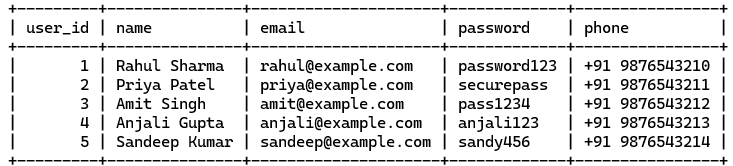 +---------+--------------+--------------------+-------------+----------------+
| user_id | name         | email              | password    | phone          |
+---------+--------------+--------------------+-------------+----------------+
|       1 | Rahul Sharma  | rahul@example.com   | password123 | +91 9876543210 |
|       2 | Priya Patel   | priya@example.com   | securepass  | +91 9876543211 |
|       3 | Amit Singh    | amit@example.com    | pass1234    | +91 9876543212 |
|       4 | Anjali Gupta  | anjali@example.com  | anjali123   | +91 9876543213 |
|       5 | Sandeep Kumar | sandeep@example.com | sandy456    | +91 9876543214 |
+---------+--------------+--------------------+-------------+----------------+